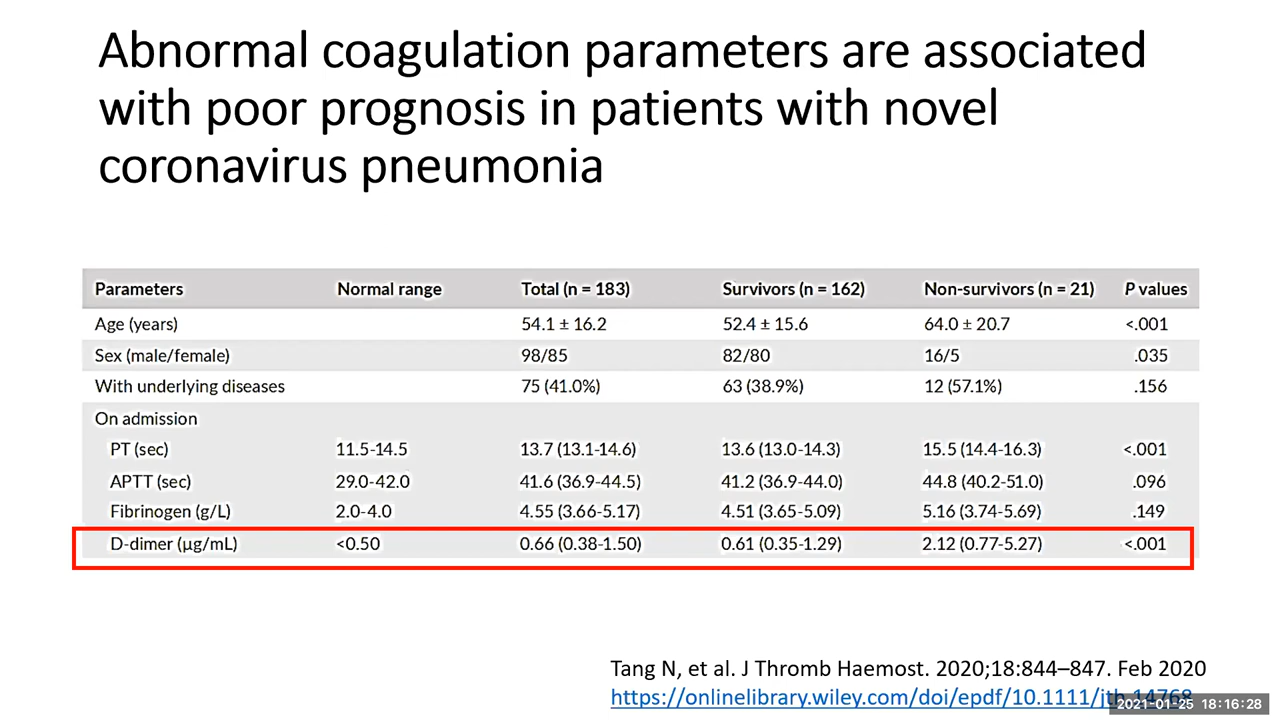 Abnormal coagulation parameters are associated
with poor prognosis in patients with novel
coronavirus pneumonia
Parameters Normal range Total (n = 183) Survivors (n = 162) Non-survivors (n = 21) P values
Age (years) 54.1 ± 16.2 52.4 ± 15.6 64.0 ± 20.7 <.001
Sex (male/female) 98/85 82/80 16/5 .035
With underlying diseases 75 (41.0%) 63 (38.9%) 12 (57.1%) .156
On admission
PT (sec) 11.5-14.5 13.7 (13.1-14.6) 13.6 (13.0-14.3) 15.5 (14.4-16.3) <.001
APTT (sec) 29.0-42.0 41.6 (36.9-44.5) 41.2 (36.9-44.0) 44.8 (40.2-51.0) .096
Fibrinogen (g/L) 2.0-4.0 4.55 (3.66-5.17) 4.51 (3.65-5.09) 5.16 (3.74-5.69) .149
D-dimer (µg/mL) <0.50 0.66 (0.38-1.50) 0.61 (0.35-1.29) 2.12 (0.77-5.27) <.001
Tang N, et al. J Thromb Haemost. 2020;18:844–847. Feb 2020
https://onlinelibrary.wiley.com/doi/epdf/10.1111/jth.14768
2021-01-25 18:16:28